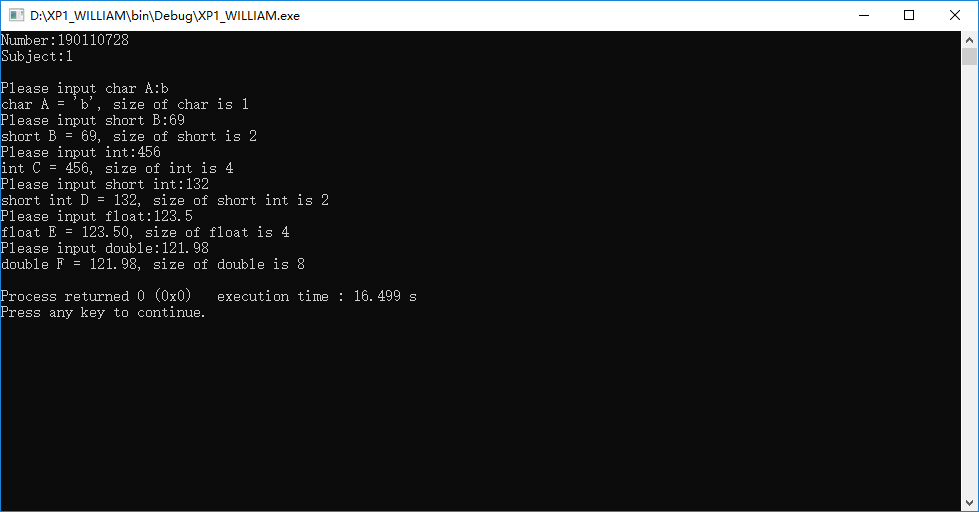 D:\XP1_WILLIAM\bin\Debug\XP1_WILLIAM.exe
Number:190110728
Subject:1
Please input char A:b
char A = 'b', size of char is 1
Please input short B:69
short B = 69, size of short is 2
Please input int:456
int C = 456, size of int is 4
Please input short int:132
short int D = 132, size of short int is 2
Please input float:123.5
float E = 123.50, size of float is 4
Please input double:121.98
double F = 121.98, size of double is 8
Process returned 0 (0x0)   execution time : 16.499 s
Press any key to continue.